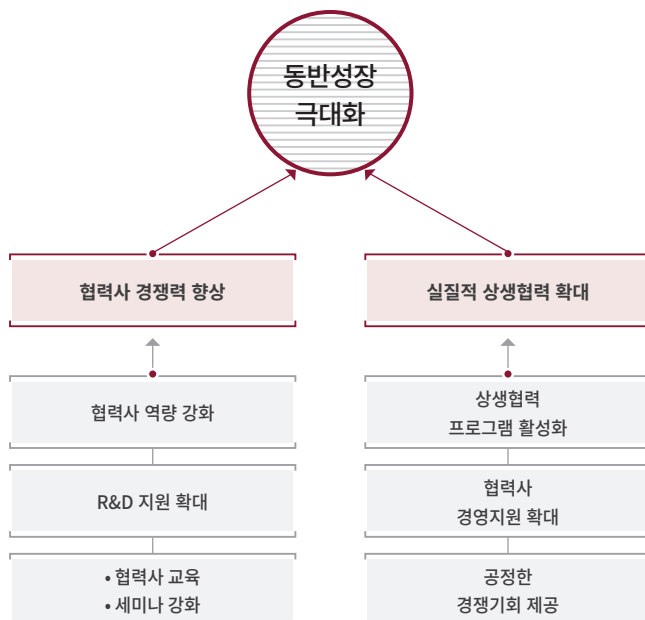 동반성장
극대화
협력사 경쟁력 향상
실질적 상생협력 확대
협력사 역량 강화
상생협력
프로그램 활성화
R&D 지원 확대
협력사
경영지원 확대
• 협력사 교육
• 세미나 강화
공정한
경쟁기회 제공